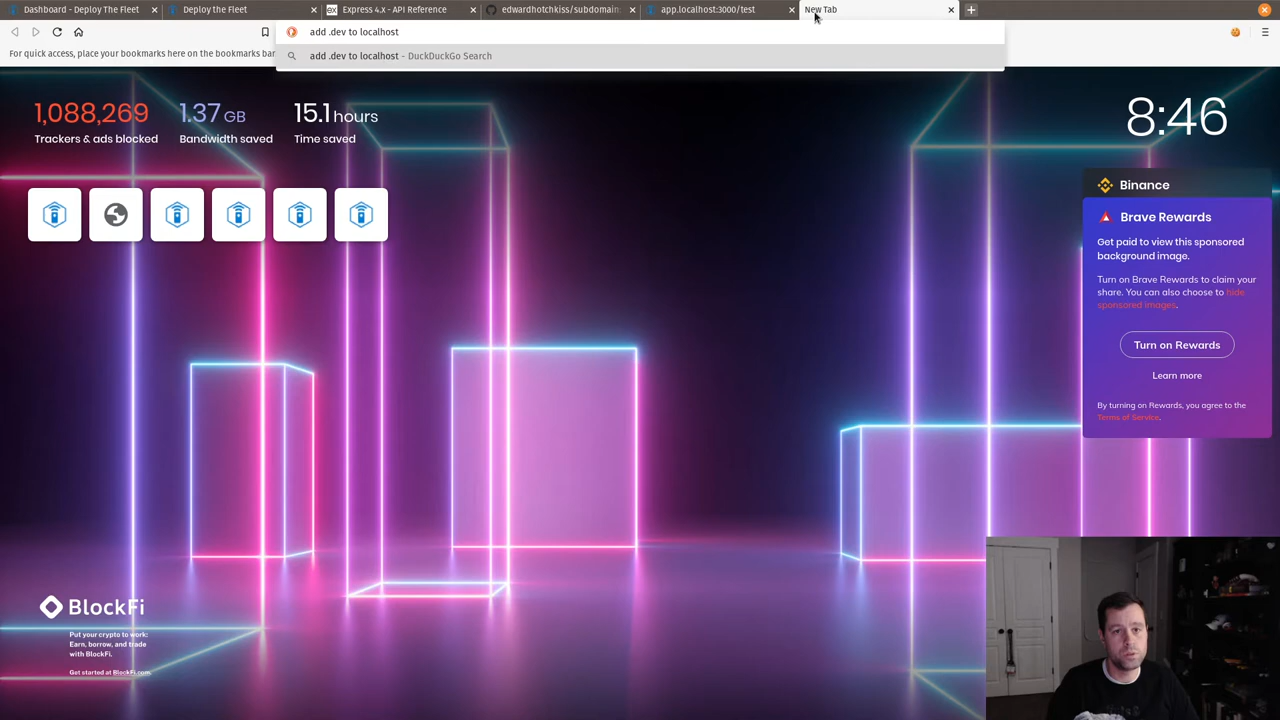 Dashboard - Deploy The Fleet
Deploy the Fleet
Express 4.x - API Reference
edwardhotchkiss/subdomain
app.localhost:3000/test
New Tab
add .dev to localhost
add .dev to localhost – DuckDuckGo Search
For quick access, place your bookmarks here on the bookmarks bar
1,088,269
Trackers & ads blocked
1.37 GB
Bandwidth saved
15.1 hours
Time saved
8:46
Binance
Brave Rewards
Get paid to view this sponsored
background image.
Turn on Brave Rewards to claim your
share. You can also choose to hide
sponsored images.
Turn on Rewards
Learn more
By turning on Rewards, you agree to the
Terms of Service.
BlockFi
Put your crypto to work:
Earn, borrow, and trade
with BlockFi.
Get started at BlockFi.com.